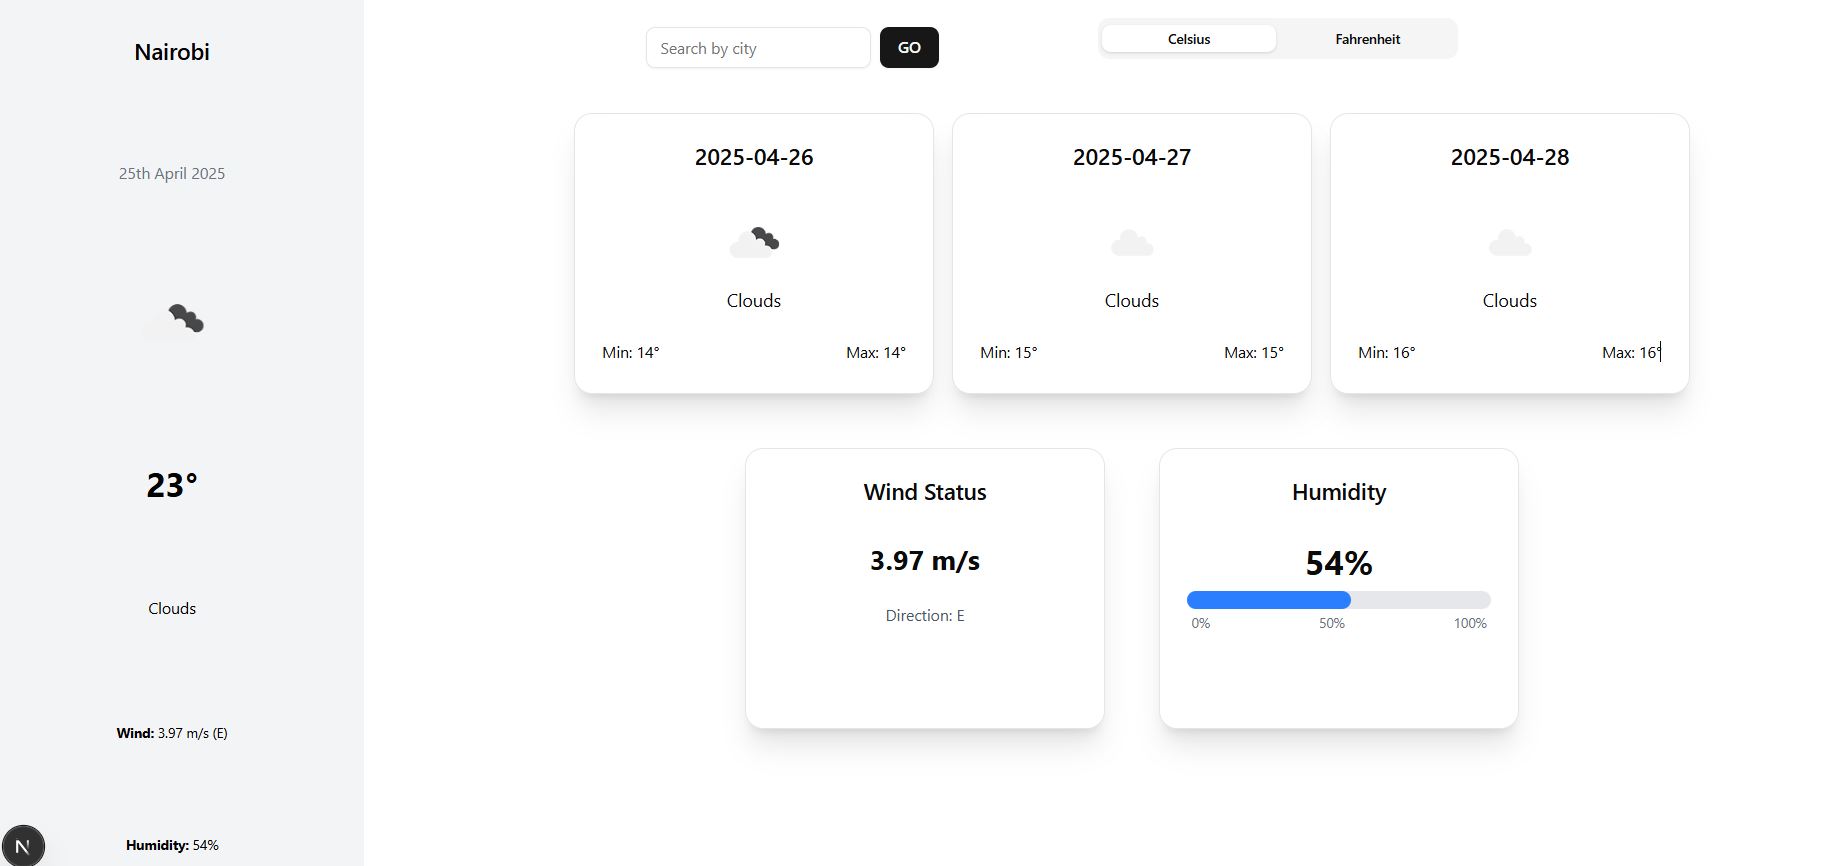 Nairobi
25th April 2025
23°
Clouds
Wind: 3.97 m/s (E)
Humidity: 54%
N
Search by city
GO
Celsius
Fahrenheit
2025-04-26
Clouds
Min: 14°
Max: 14°
2025-04-27
Clouds
Min: 15°
Max: 15°
2025-04-28
Clouds
Min: 16°
Max: 16°
Wind Status
3.97 m/s
Direction: E
Humidity
54%
0%
50%
100%